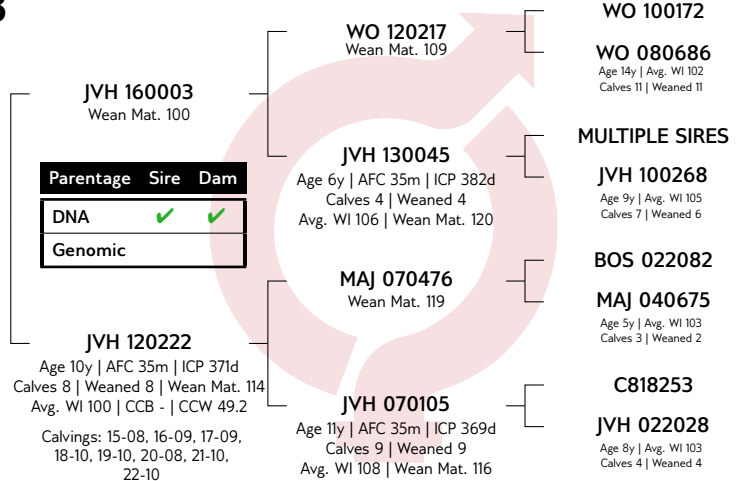 JVH 160003
Wean Mat. 100
Parentage Sire Dam
DNA ✔ ✔
Genomic
JVH 120222
Age 10y | AFC 35m | ICP 371d
Calves 8 | Weaned 8 | Wean Mat. 114
Avg. WI 100 | CCB - | CCW 49.2
Calvings: 15-08, 16-09, 17-09,
18-10, 19-10, 20-08, 21-10,
22-10
WO 120217
Wean Mat. 109
JVH 130045
Age 6y | AFC 35m | ICP 382d
Calves 4 | Weaned 4
Avg. WI 106 | Wean Mat. 120
MAJ 070476
Wean Mat. 119
JVH 070105
Age 11y | AFC 35m | ICP 369d
Calves 9 | Weaned 9
Avg. WI 108 | Wean Mat. 116
WO 100172
WO 080686
Age 14y | Avg. WI 102
Calves 11 | Weaned 11
MULTIPLE SIRES
JVH 100268
Age 9y | Avg. WI 105
Calves 7 | Weaned 6
BOS 022082
MAJ 040675
Age 5y | Avg. WI 103
Calves 3 | Weaned 2
C818253
JVH 022028
Age 8y | Avg. WI 103
Calves 4 | Weaned 4